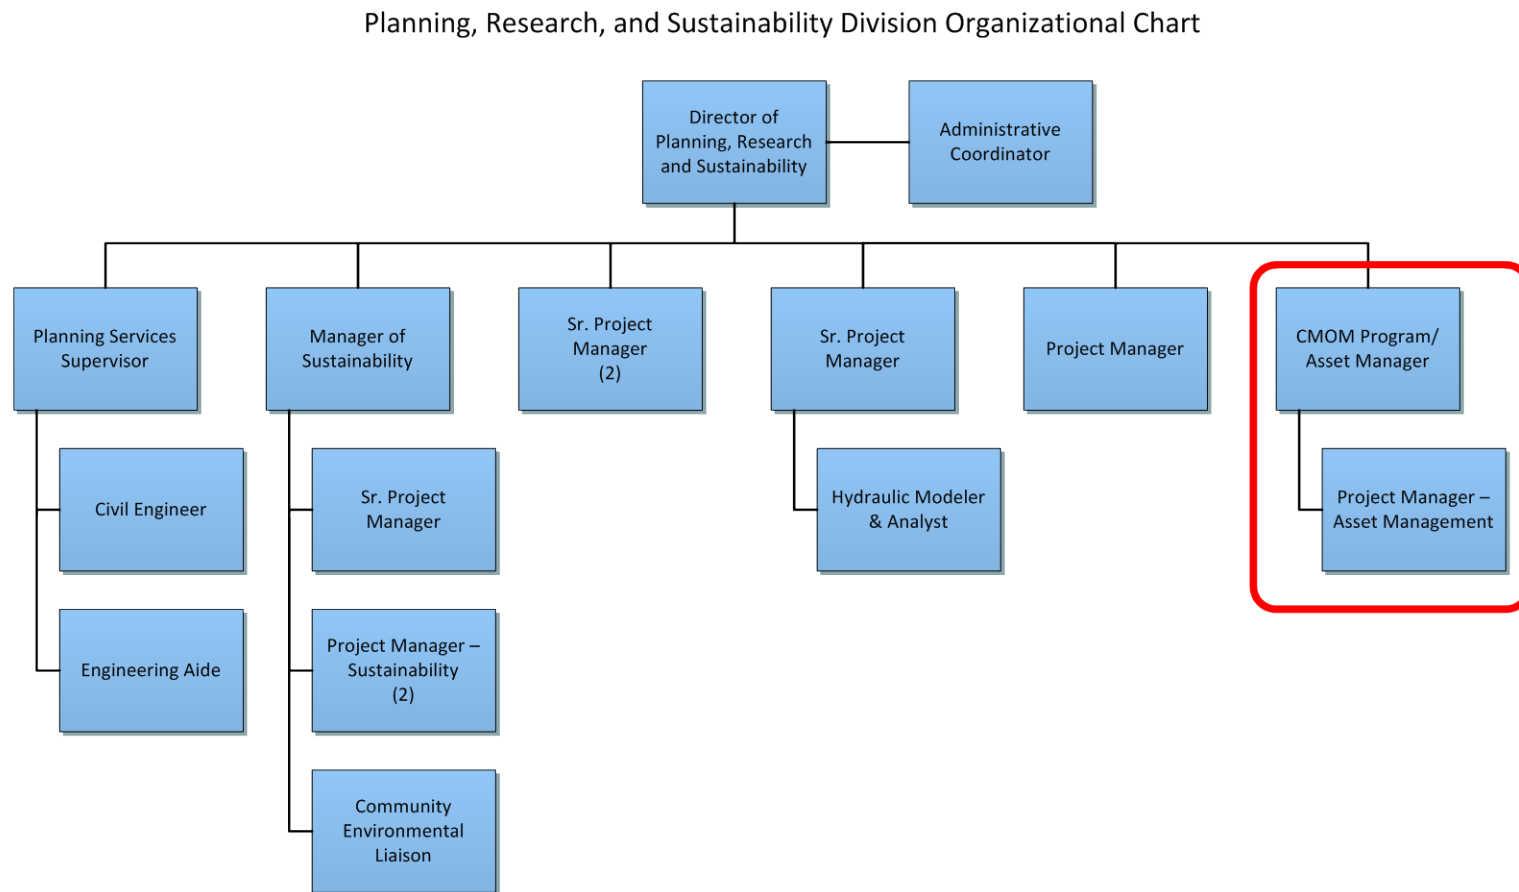 Planning, Research, and Sustainability Division Organizational Chart
Director of
Planning, Research
and Sustainability
Administrative
Coordinator
Planning Services
Supervisor
Manager of
Sustainability
Sr. Project
Manager
(2)
Sr. Project
Manager
Project Manager
CMOM Program/
Asset Manager
Civil Engineer
Sr. Project
Manager
Hydraulic Modeler
& Analyst
Project Manager –
Asset Management
Engineering Aide
Project Manager –
Sustainability
(2)
Community
Environmental
Liaison